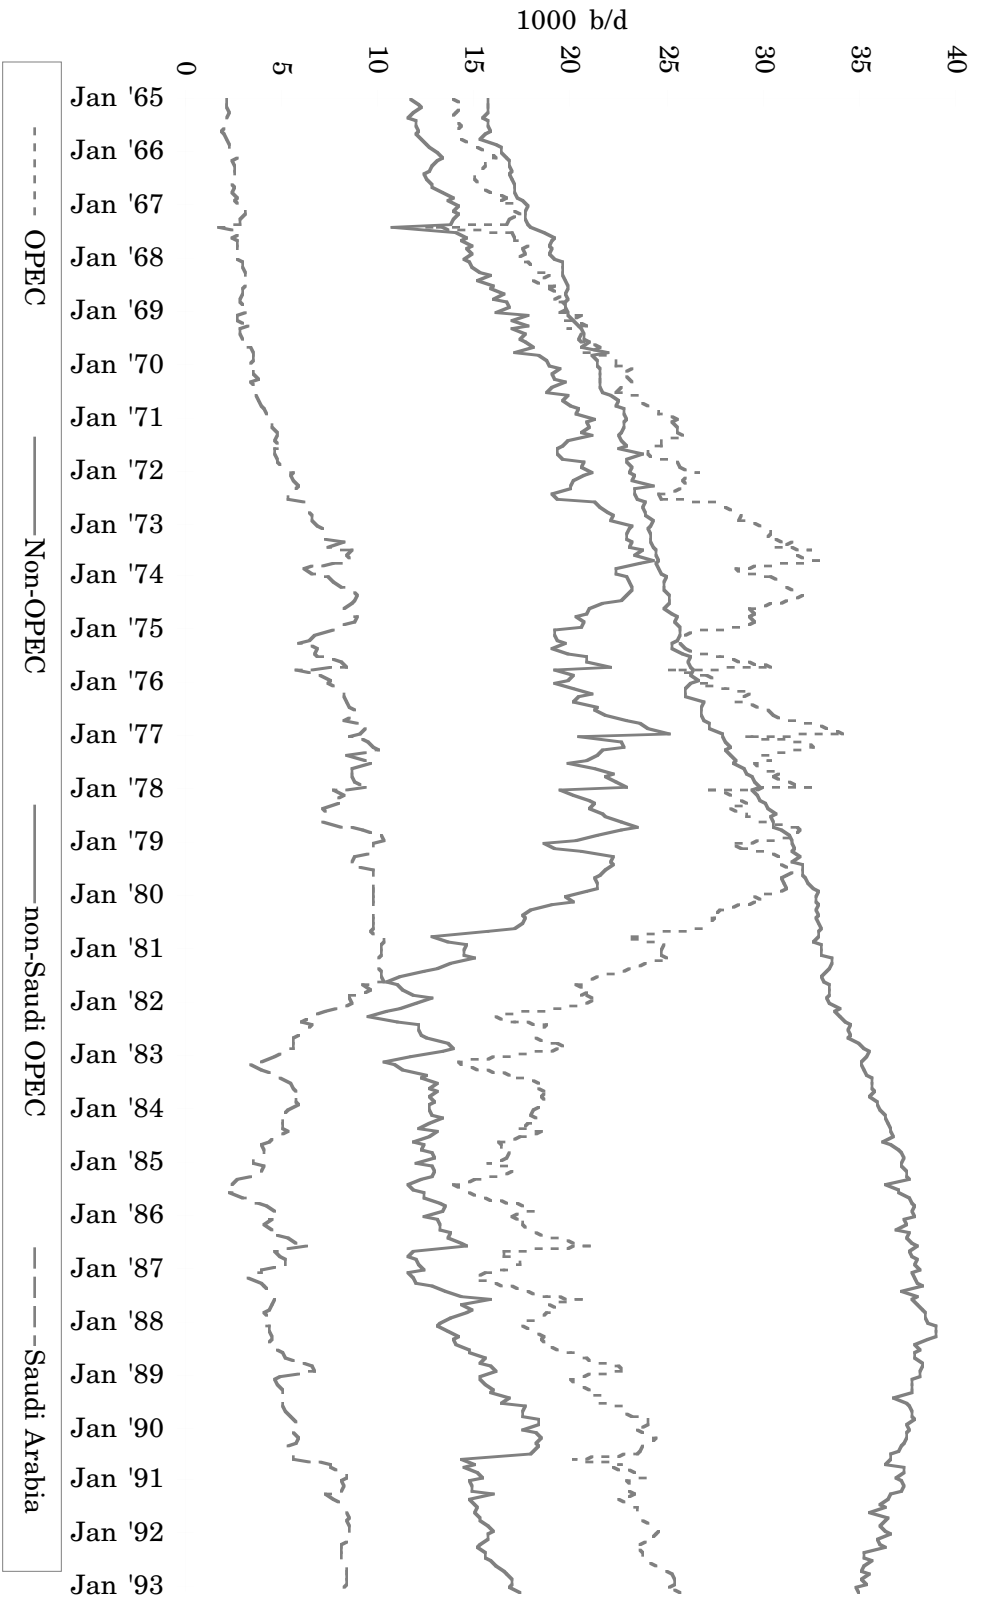 1000 b/d
0 5 10 15 20 25 30 35 40
Jan '65
Jan '66
Jan '67
Jan '68
Jan '69
Jan '70
Jan '71
Jan '72
Jan '73
Jan '74
Jan '75
Jan '76
Jan '77
Jan '78
Jan '79
Jan '80
Jan '81
Jan '82
Jan '83
Jan '84
Jan '85
Jan '86
Jan '87
Jan '88
Jan '89
Jan '90
Jan '91
Jan '92
Jan '93
OPEC Non-OPEC non-Saudi OPEC Saudi Arabia